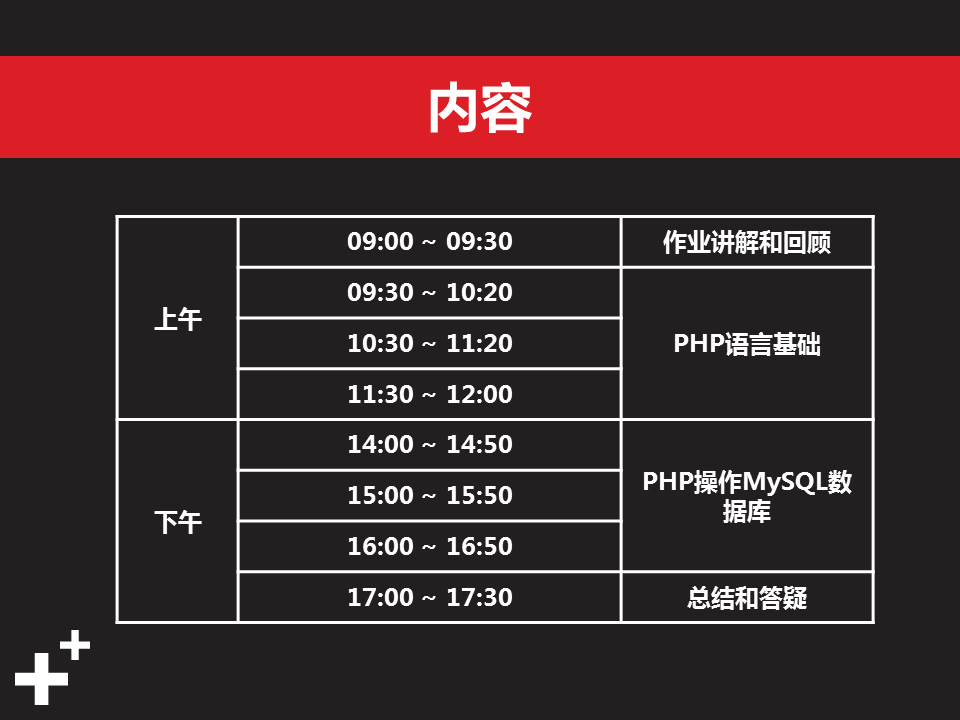 内容
上午
09:00 ~ 09:30
作业讲解和回顾
09:30 ~ 10:20
10:30 ~ 11:20
11:30 ~ 12:00
PHP语言基础
下午
14:00 ~ 14:50
15:00 ~ 15:50
16:00 ~ 16:50
PHP操作MySQL数
据库
17:00 ~ 17:30
总结和答疑